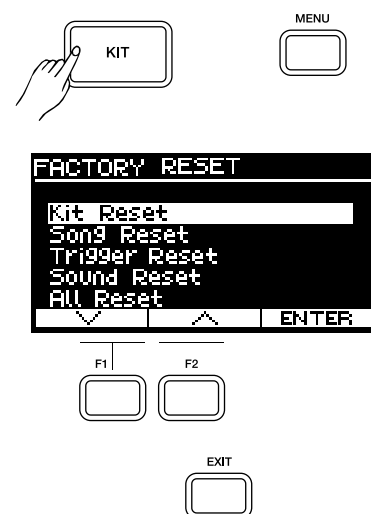 KIT
MENU
FACTORY RESET
Kit Reset
Song Reset
Trigger Reset
Sound Reset
All Reset
ENTER
F1
F2
EXIT